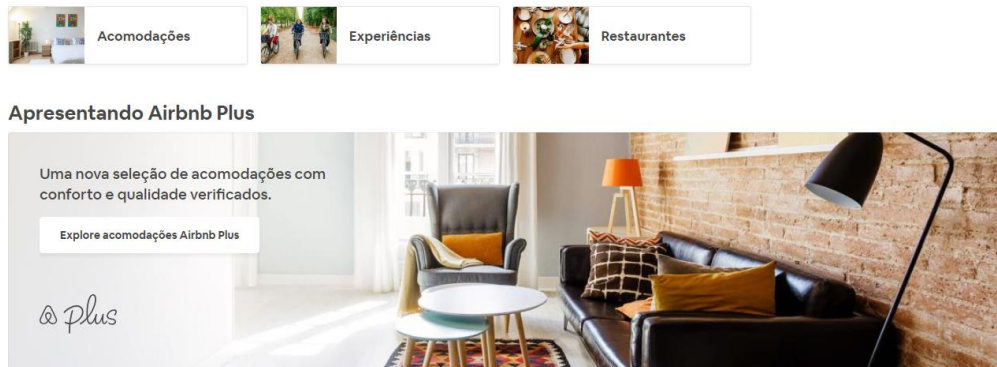 Acomodações
Experiências
Restaurantes
Apresentando Airbnb Plus
Uma nova seleção de acomodações com
conforto e qualidade verificados.
Explore acomodações Airbnb Plus
Plus